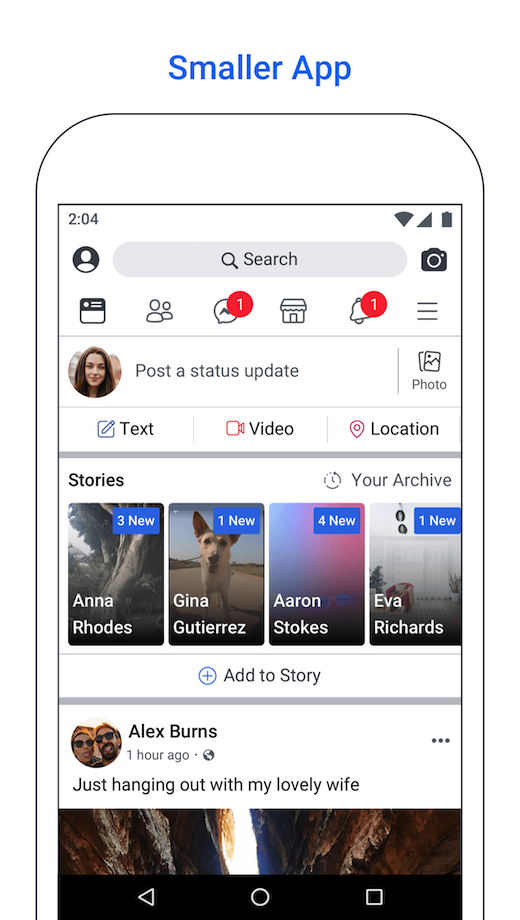 Smaller App
2:04
Search
1
1
Post a status update
Photo
Text
Video
Location
Stories
Your Archive
3 New
1 New
4 New
1 New
Anna
Rhodes
Gina
Gutierrez
Aaron
Stokes
Eva
Richards
Add to Story
Alex Burns
1 hour ago ·
Just hanging out with my lovely wife